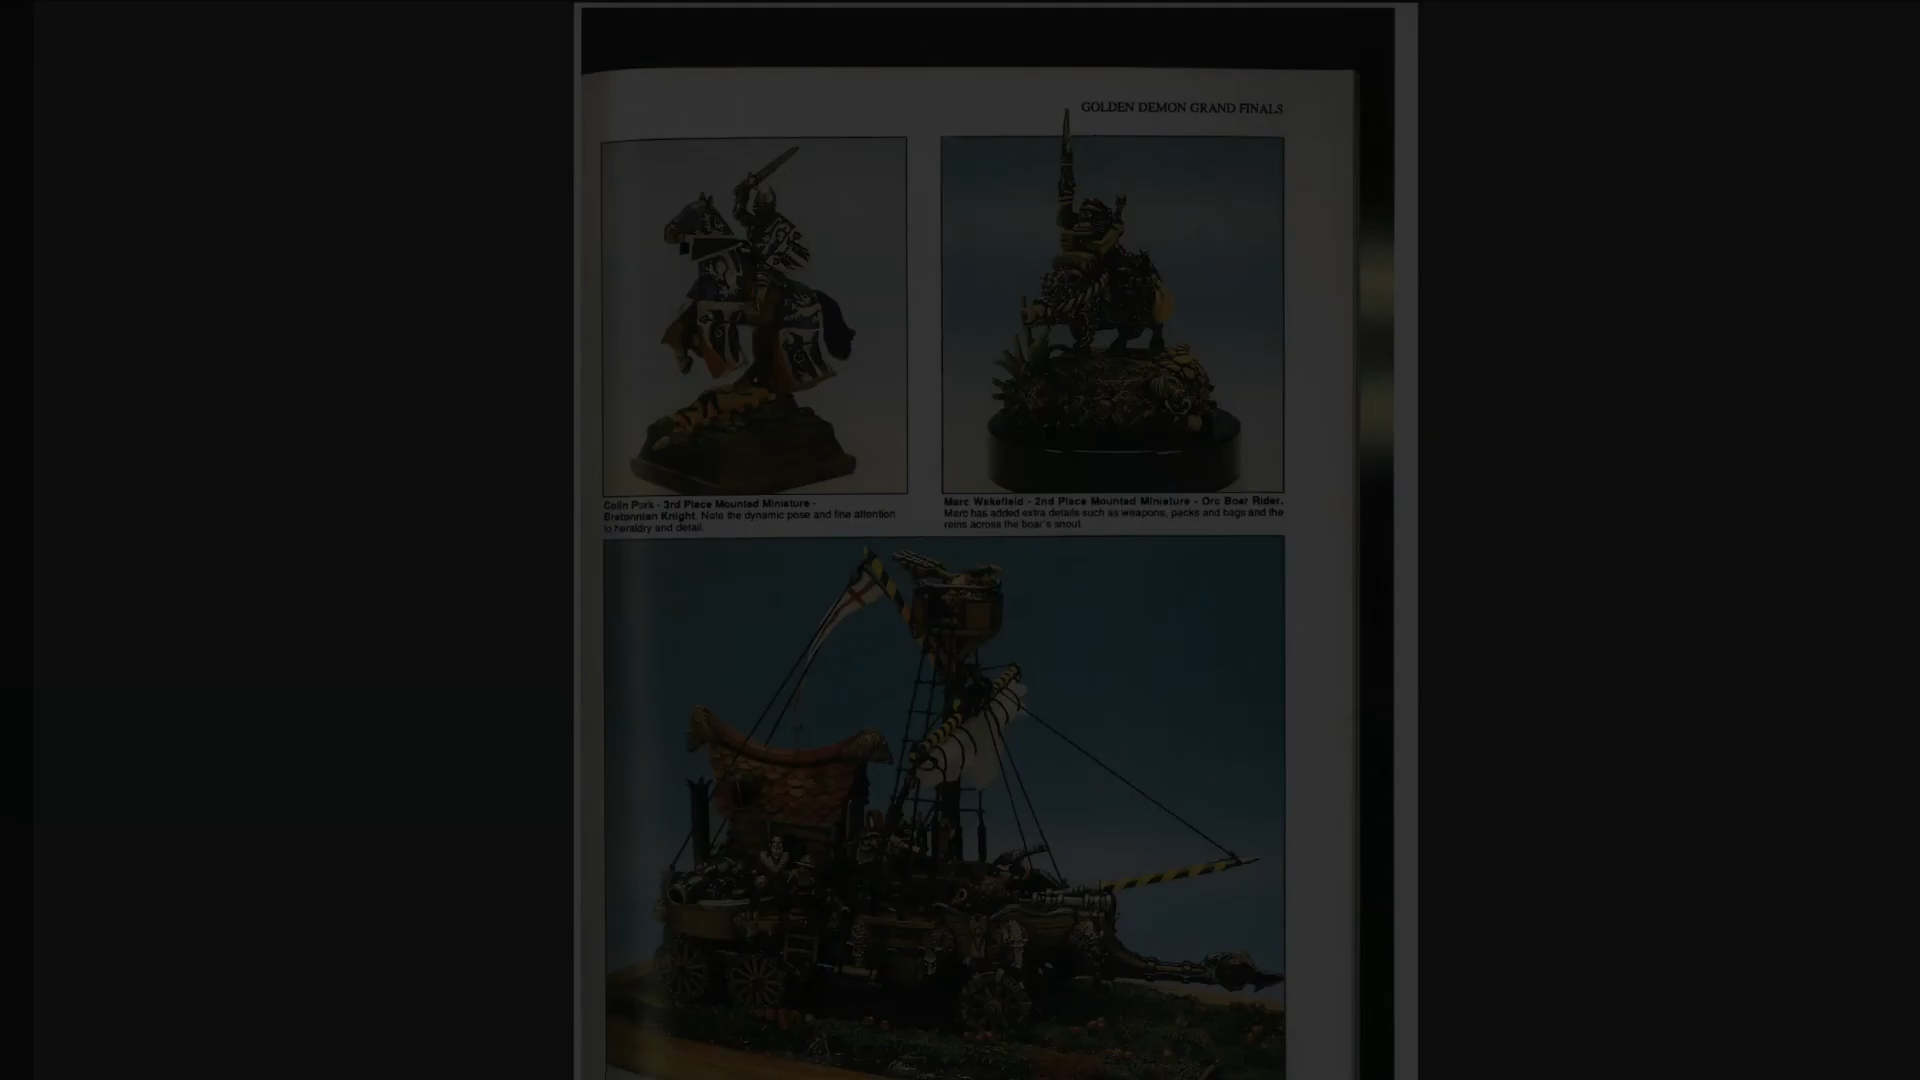 GOLDEN DEMON GRAND FINALS
Colin Park - 3rd Place Mounted Miniature -
Bretonnian Knight. Note the dynamic pose and fine attention
to heraldry and detail.
Marc Wakefield - 2nd Place Mounted Miniature - Orc Boar Rider.
Marc has added extra details such as weapons, packs and bags and the
reins across the boar's snout.